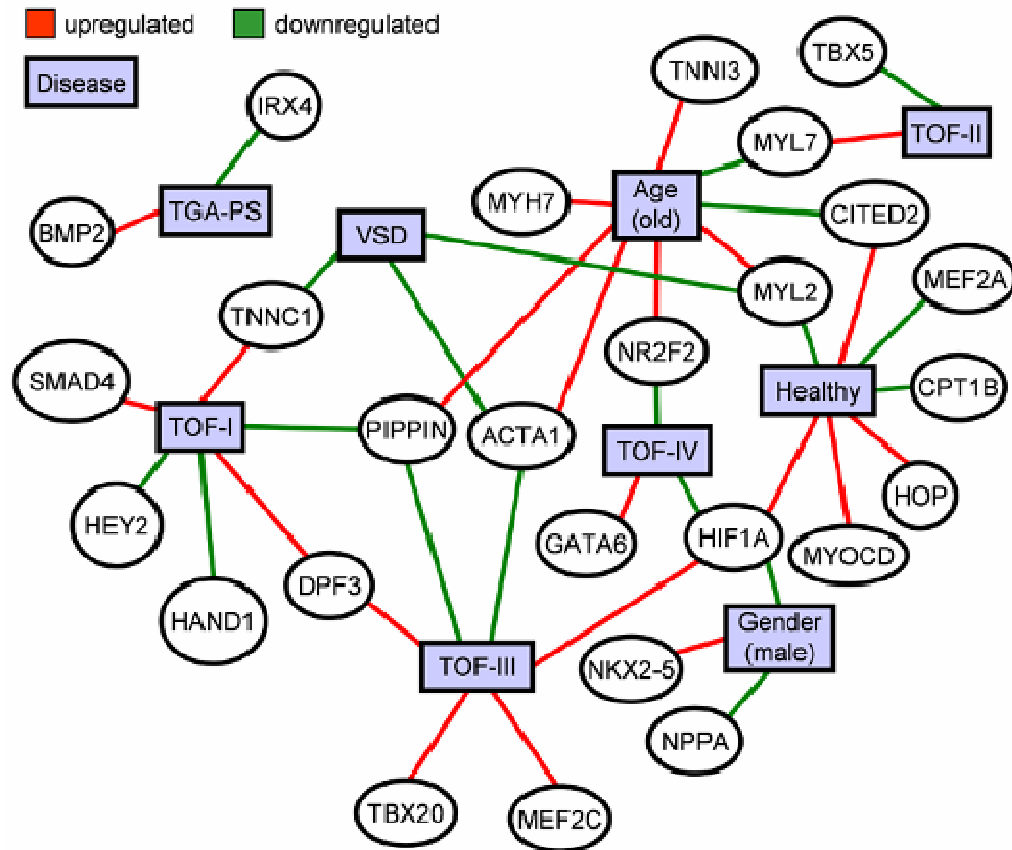 upregulated
downregulated
Disease
IRX4
TNNI3
TBX5
TOF-II
MYL7
BMP2
TGA-PS
MYH7
Age
(old)
CITED2
VSD
MYL2
MEF2A
TNNC1
NR2F2
SMAD4
Healthy
CPT1B
TOF-I
PIPPIN
ACTA1
TOF-IV
HOP
HEY2
GATA6
HIF1A
MYOCD
DPF3
HAND1
Gender
(male)
TOF-III
NKX2-5
NPPA
TBX20
MEF2C